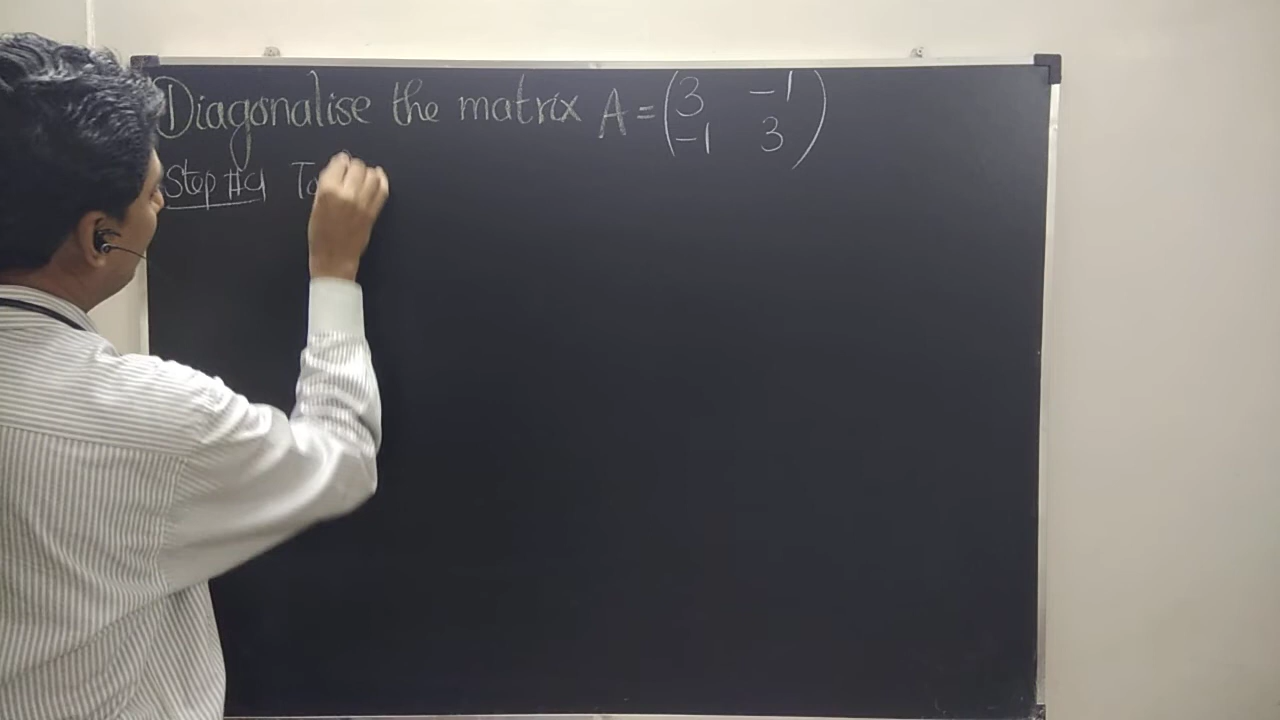 Diagonalise the matrix A = (3 -1
-1 3)
Step #1 To